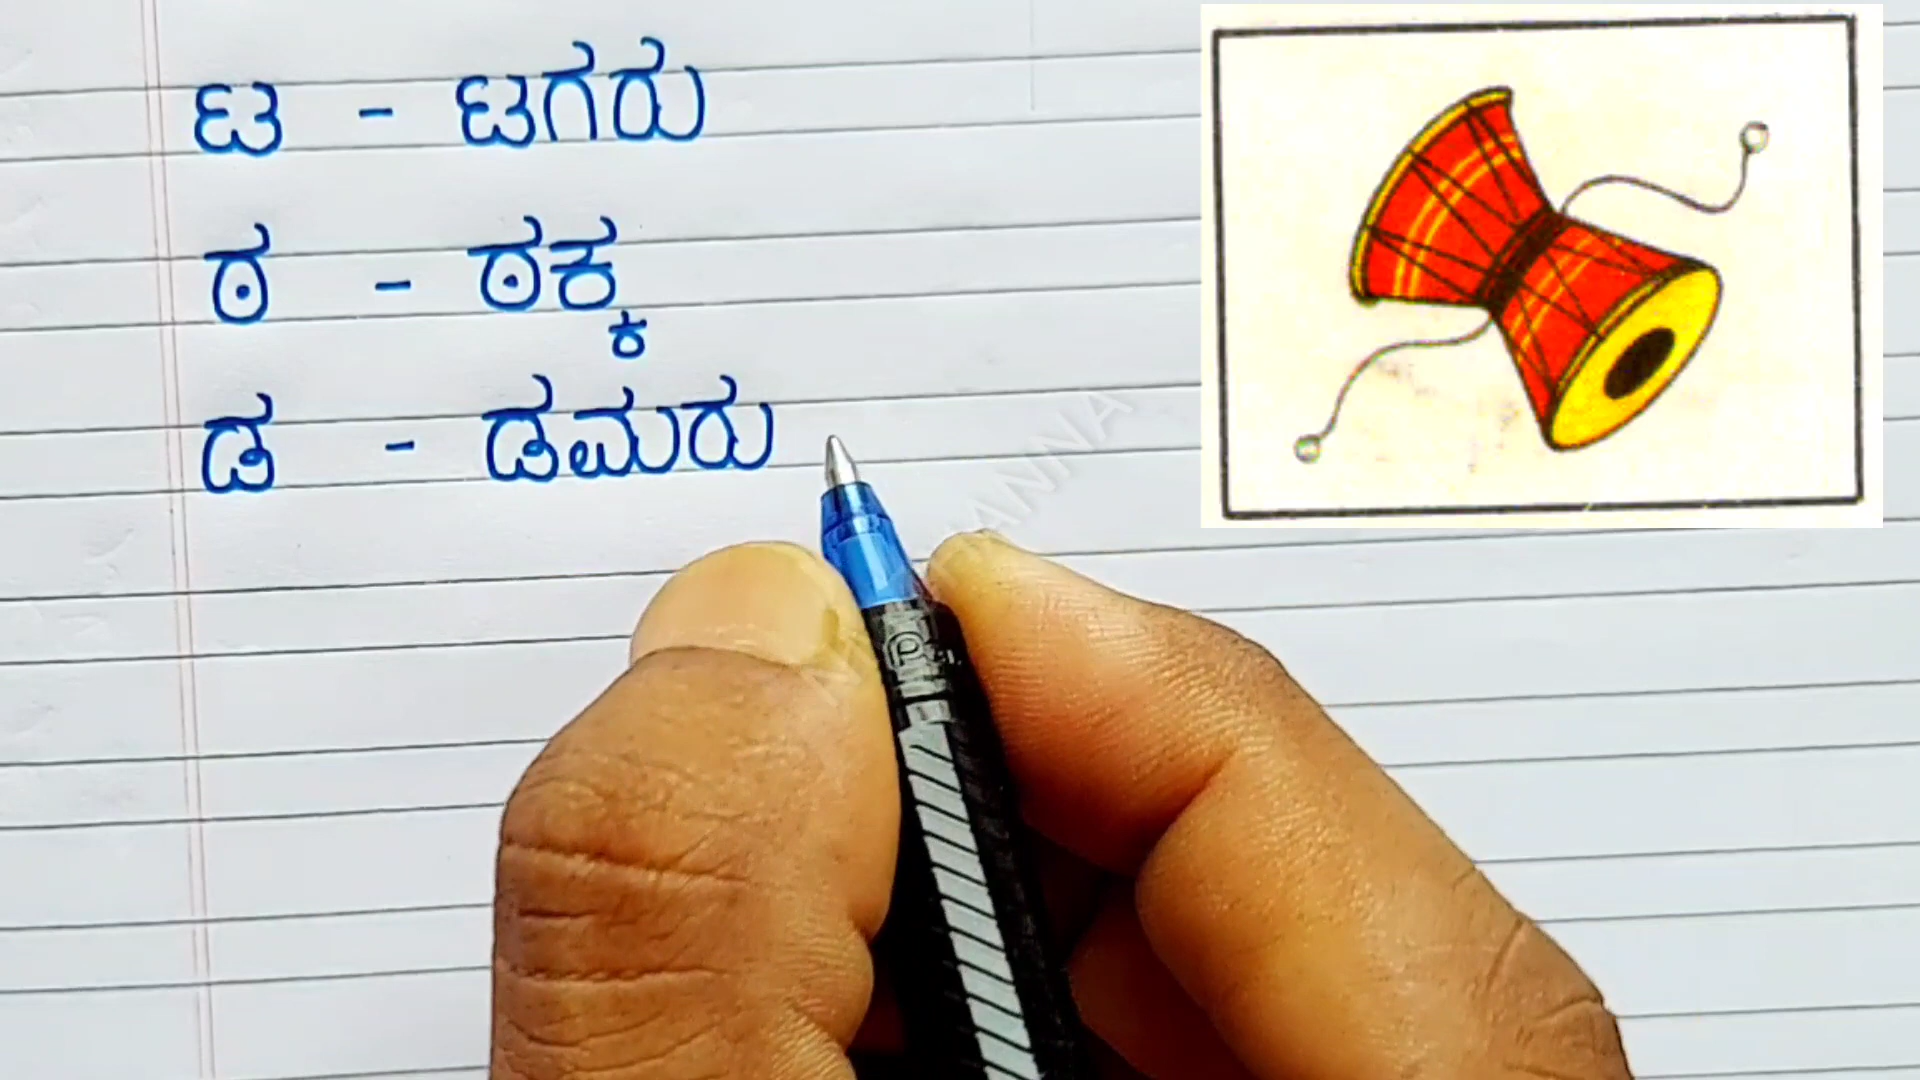 ಟ - ಟಗರು
ಠ - ಠಕ್ಕ
ಡ - ಡಮರು